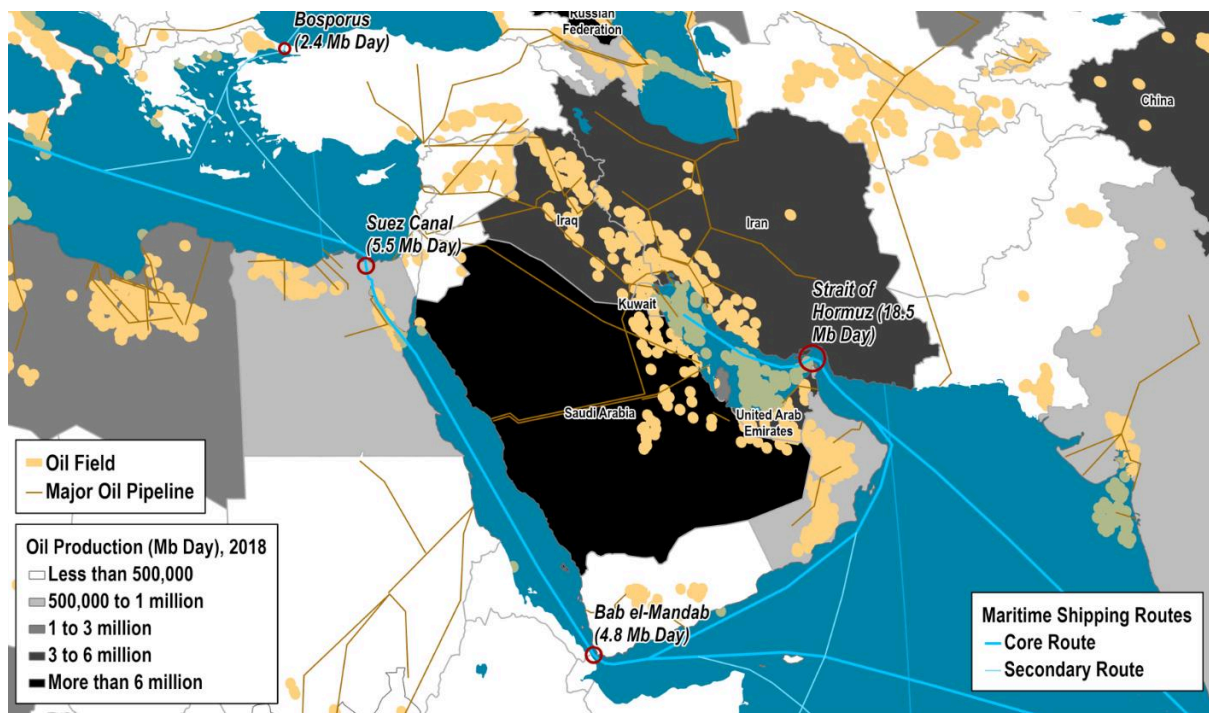 Bosporus
(2.4 Mb Day)
Russian
Federation
China
Suez Canal
(5.5 Mb Day)
Iraq
Iran
Kuwait
Strait of
Hormuz (18.5
Mb Day)
Saudi Arabia
United Arab
Emirates
Oil Field
Major Oil Pipeline
Oil Production (Mb Day), 2018
Less than 500,000
500,000 to 1 million
1 to 3 million
3 to 6 million
More than 6 million
Bab el-Mandab
(4.8 Mb Day)
Maritime Shipping Routes
Core Route
Secondary Route